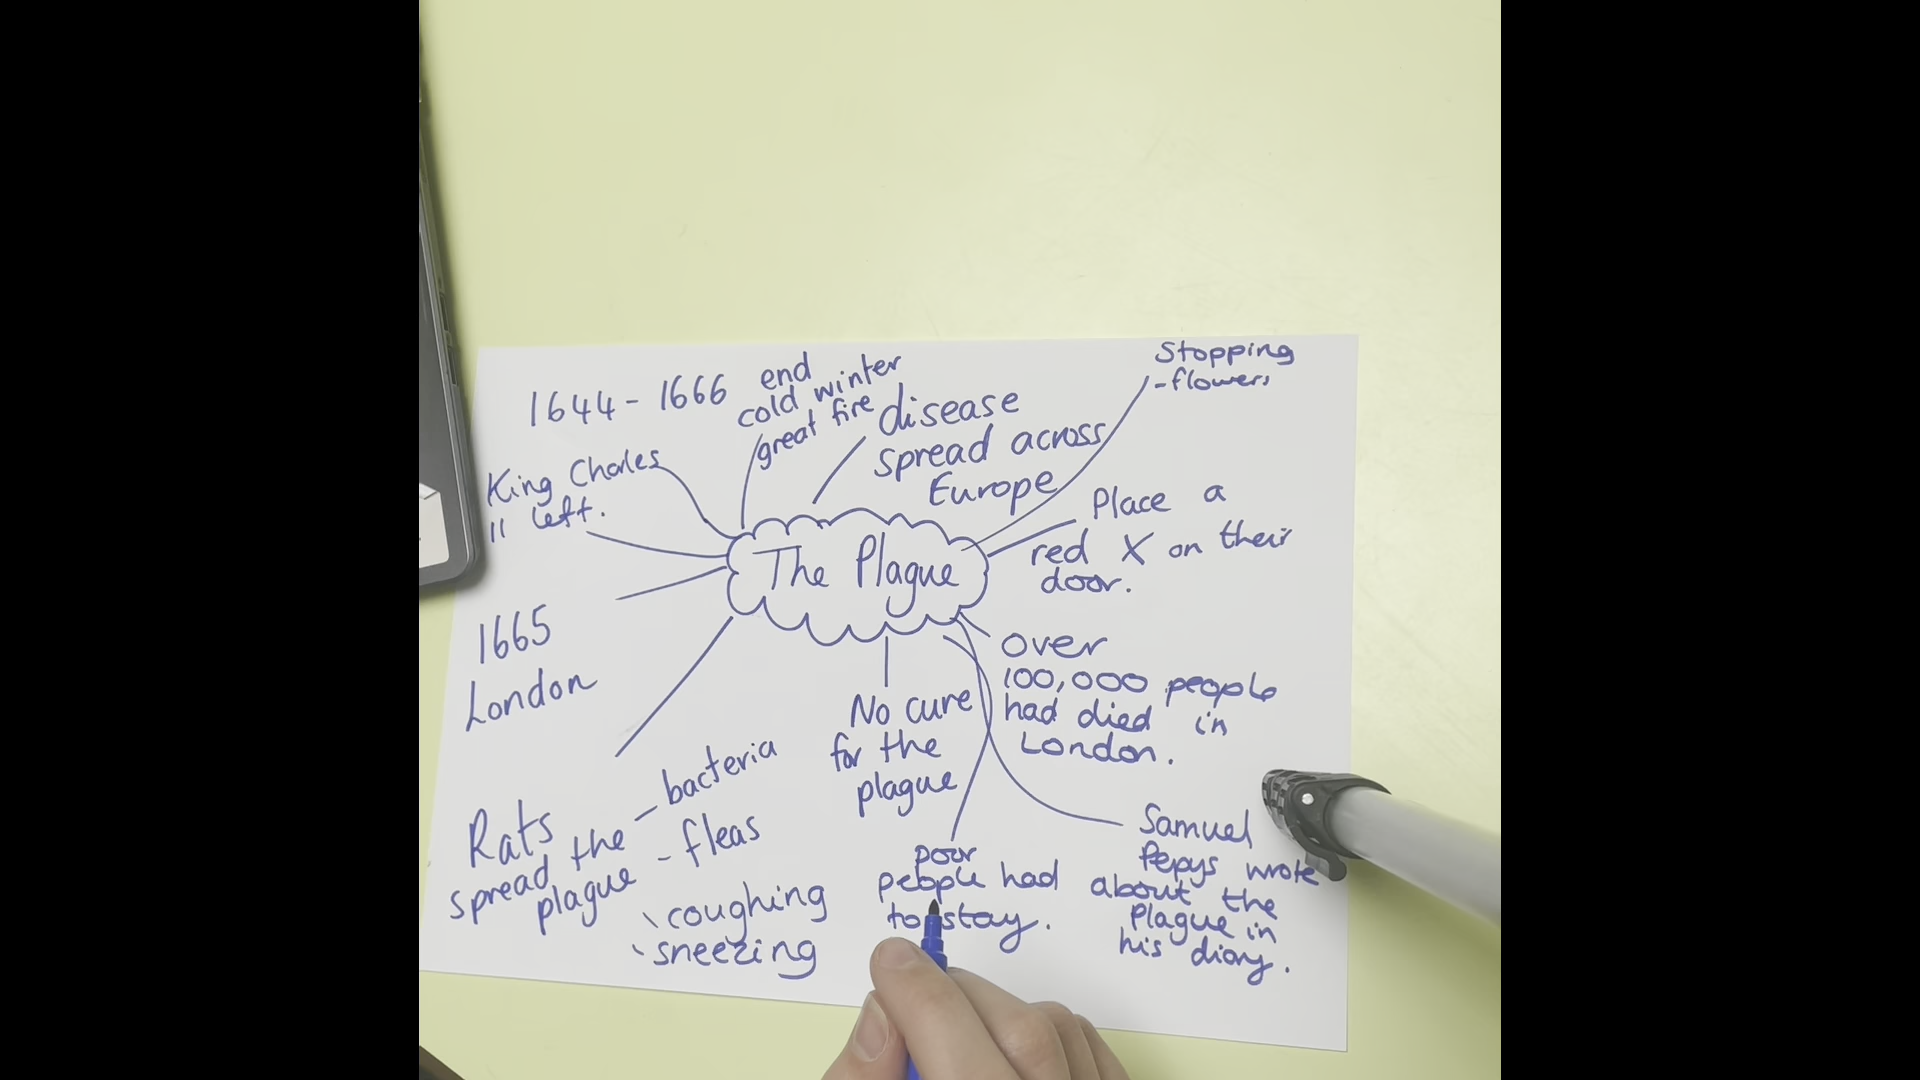 1644 - 1666
end
cold winter
great fire
disease
spread across
Europe
Stopping
- flowers
King Charles
II left.
Place a
red X on their
door.
The Plague
1665
London
over
100,000 people
had died in
London.
No cure
for the
plague
Rats
spread the
plague
- bacteria
- fleas
\ coughing
\ sneezing
poor
people had
to stay.
Samuel
Pepys wrote
about the
plague in
his diary.